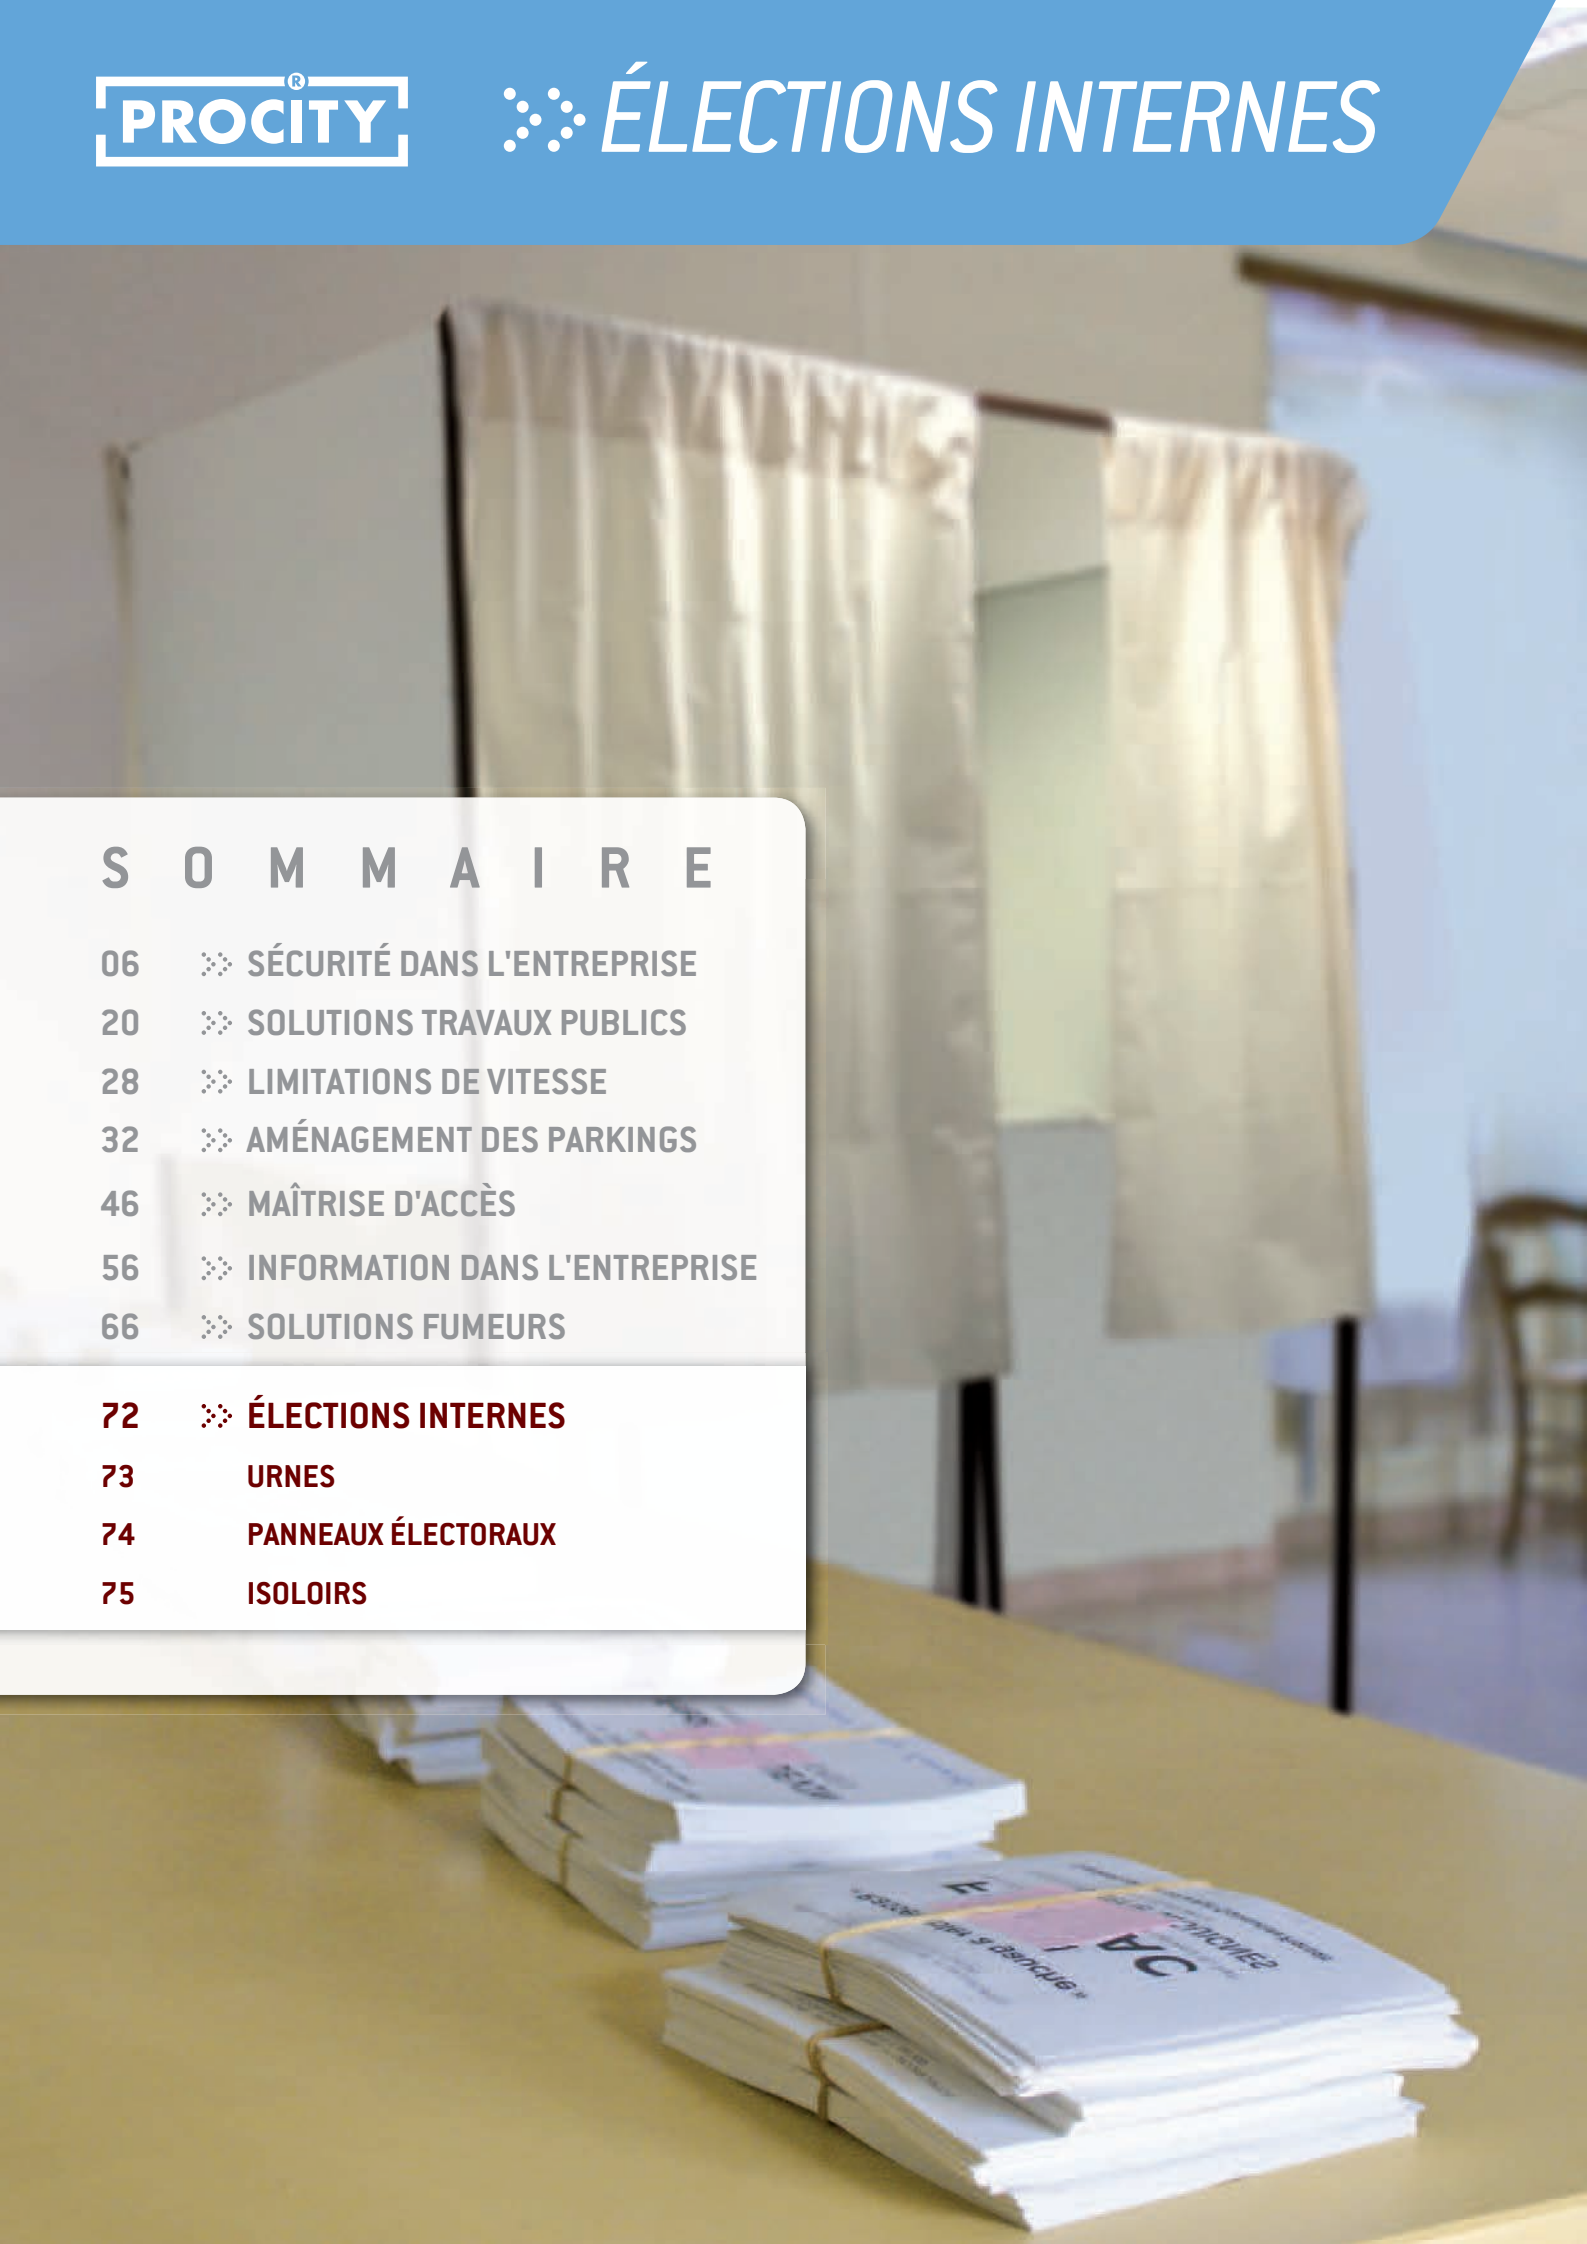 PROCITY®
ÉLECTIONS INTERNES
SOMMAIRE
06 SÉCURITÉ DANS L'ENTREPRISE
20 SOLUTIONS TRAVAUX PUBLICS
28 LIMITATIONS DE VITESSE
32 AMÉNAGEMENT DES PARKINGS
46 MAÎTRISE D'ACCÈS
56 INFORMATION DANS L'ENTREPRISE
66 SOLUTIONS FUMEURS
72 ÉLECTIONS INTERNES
73 URNES
74 PANNEAUX ÉLECTORAUX
75 ISOLOIRS